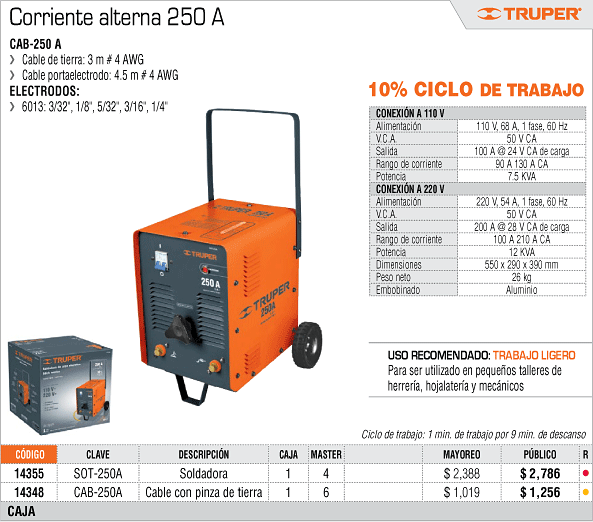 Corriente alterna 250 A
TRUPER
CAB-250 A
› Cable de tierra: 3 m # 4 AWG
› Cable portaelectrodo: 4.5 m # 4 AWG
ELECTRODOS:
› 6013: 3/32", 1/8", 5/32", 3/16", 1/4"
10% CICLO DE TRABAJO
CONEXIÓN A 110 V
Alimentación 110 V, 68 A, 1 fase, 60 Hz
V.C.A. 50 V CA
Salida 100 A @ 24 V CA de carga
Rango de corriente 90 A 130 A CA
Potencia 7.5 KVA
CONEXIÓN A 220 V
Alimentación 220 V, 54 A, 1 fase, 60 Hz
V.C.A. 50 V CA
Salida 200 A @ 28 V CA de carga
Rango de corriente 100 A 210 A CA
Potencia 12 KVA
Dimensiones 550 x 290 x 390 mm
Peso neto 26 kg
Embobinado Aluminio
TRUPER
250 A
TRUPER
250A
TRUPER
250 A
USO RECOMENDADO: TRABAJO LIGERO
Para ser utilizado en pequeños talleres de
herrería, hojalatería y mecánicos
Ciclo de trabajo: 1 min. de trabajo por 9 min. de descanso
CÓDIGO CLAVE DESCRIPCIÓN CAJA MASTER MAYOREO PÚBLICO R
14355 SOT-250A Soldadora 1 4 $ 2,388 $ 2,786
14348 CAB-250A Cable con pinza de tierra 1 6 $ 1,019 $ 1,256
CAJA